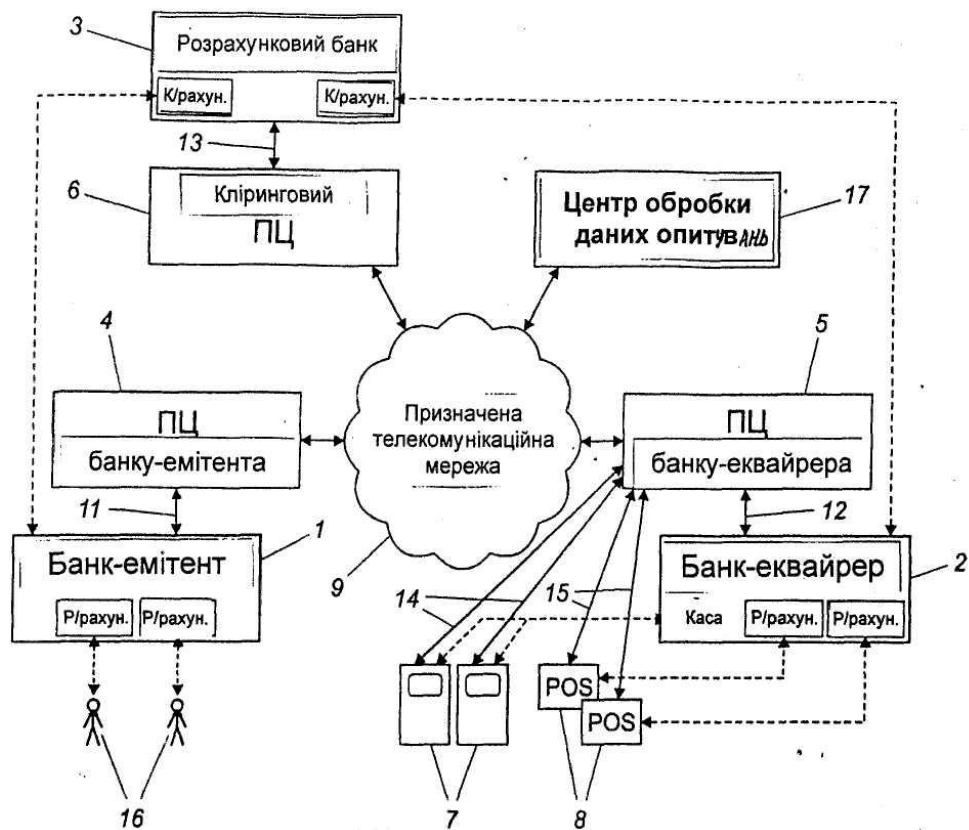 3
Розрахунковий банк
К/рахун.
К/рахун.
13
6
Кліринговий
ПЦ
Центр обробки
даних опитувань
17
4
ПЦ
банку-емітента
Призначена
телекомунікаційна
мережа
5
ПЦ
банку-еквайрера
11
12
1
Банк-емітент
Р/рахун.
Р/рахун.
9
14
15
Банк-еквайрер
2
Каса
Р/рахун.
Р/рахун.
POS
POS
16
7
8